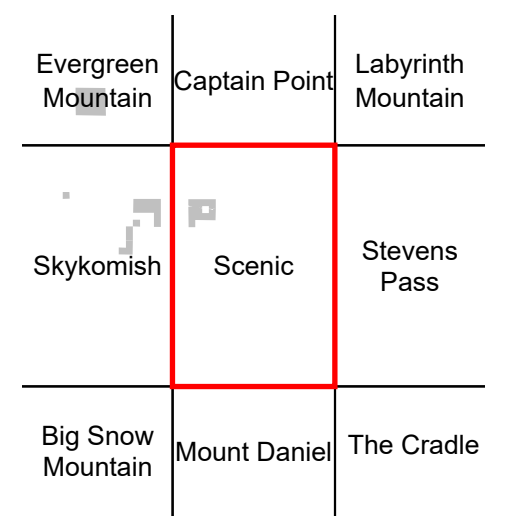 Evergreen
Mountain
Captain Point
Labyrinth
Mountain
Skykomish
Scenic
Stevens
Pass
Big Snow
Mountain
Mount Daniel
The Cradle